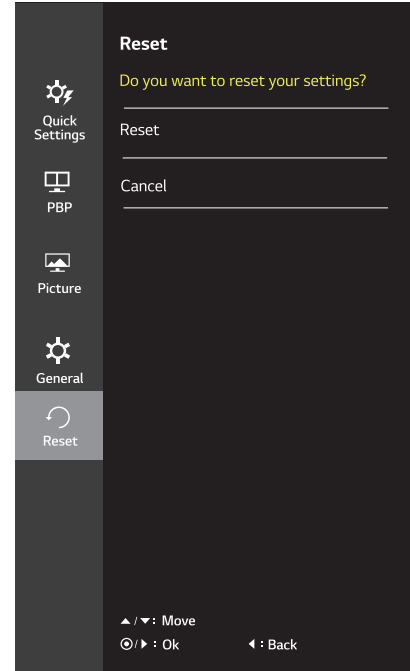 Reset
Do you want to reset your settings?
Reset
Cancel
Quick
Settings
PBP
Picture
General
Reset
▲/▼: Move
◉/▶ : Ok
◀ : Back